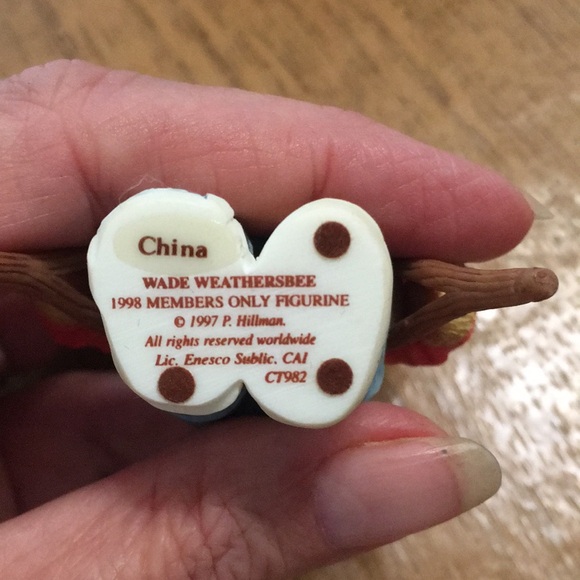 China
WADE WEATHERSBEE
1998 MEMBERS ONLY FIGURINE
© 1997 P. Hillman.
All rights reserved worldwide
Lic. Enesco Sublic. CAI
CT982